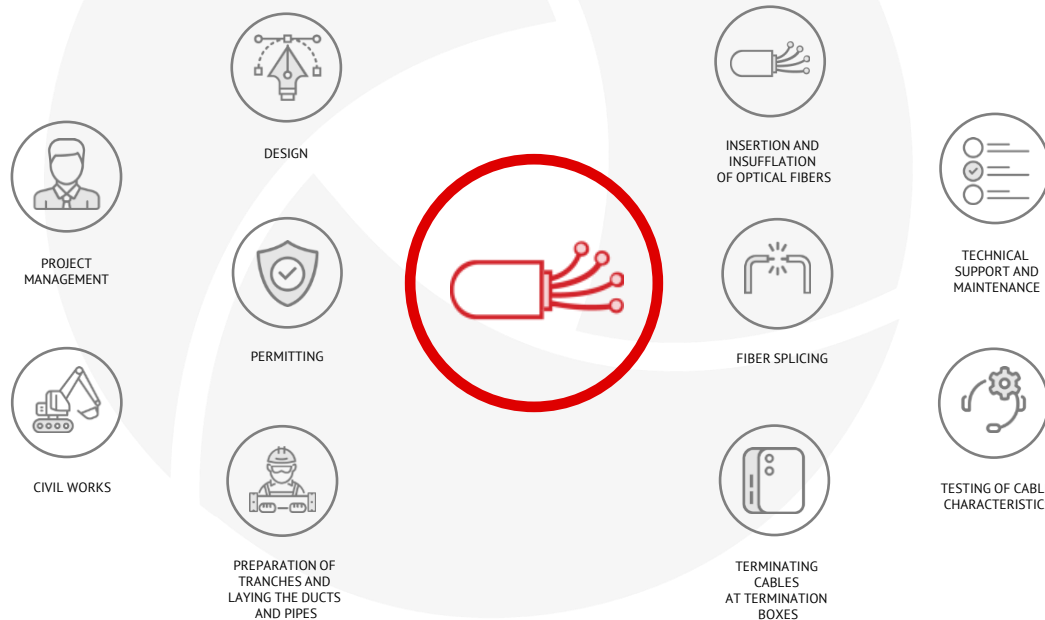 DESIGN
INSERTION AND
INSUFFLATION
OF OPTICAL FIBERS
PROJECT
MANAGEMENT
TECHNICAL
SUPPORT AND
MAINTENANCE
PERMITTING
FIBER SPLICING
CIVIL WORKS
TESTING OF CABL
CHARACTERISTIC
PREPARATION OF
TRANCHES AND
LAYING THE DUCTS
AND PIPES
TERMINATING
CABLES
AT TERMINATION
BOXES